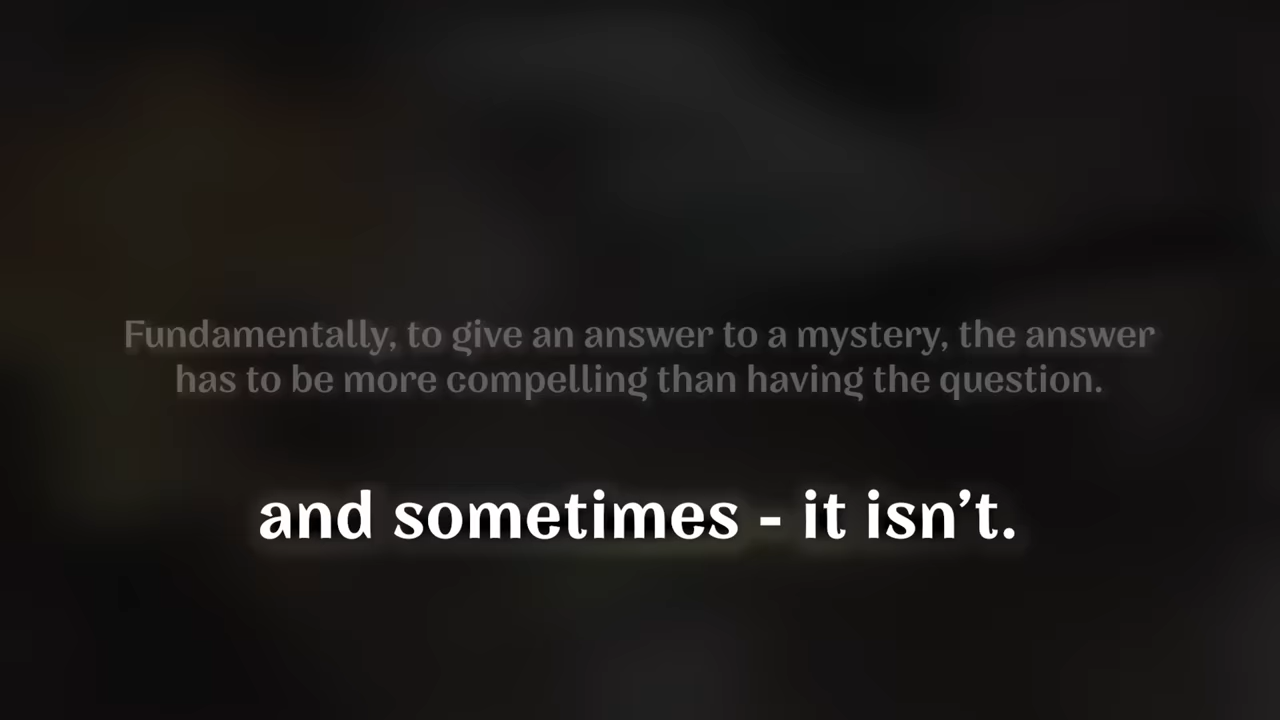 Fundamentally, to give an answer to a mystery, the answer
has to be more compelling than having the question.
and sometimes - it isn’t.